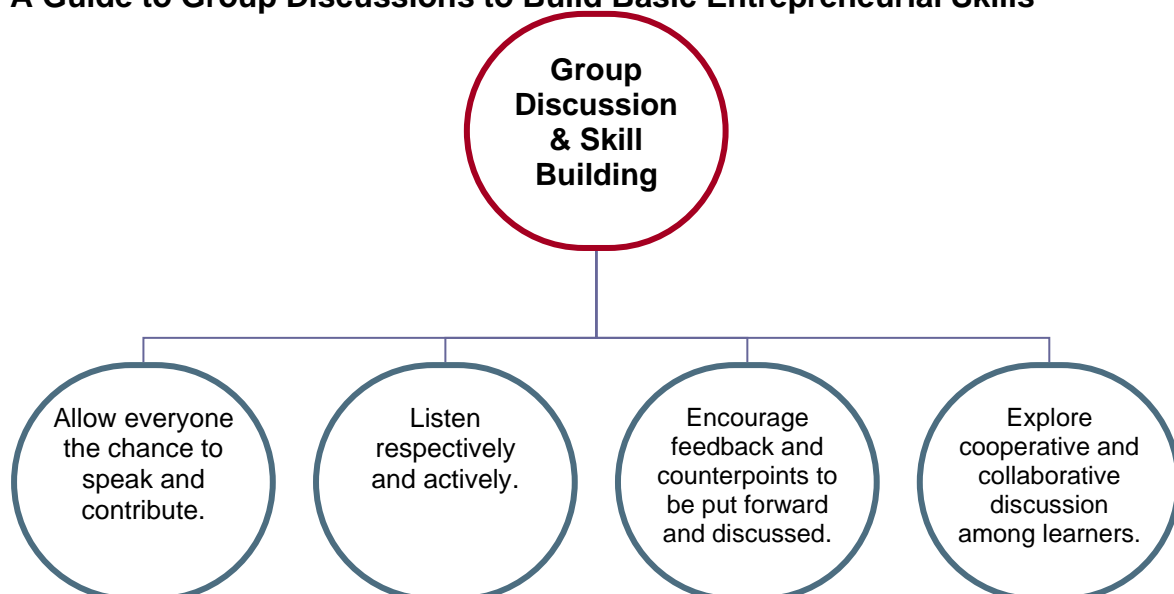 A Guide to Group Discussions to Build Basic Entrepreneurial Skills
Group
Discussion
& Skill
Building
Allow everyone
the chance to
speak and
contribute.
Listen
respectively
and actively.
Encourage
feedback and
counterpoints to
be put forward
and discussed.
Explore
cooperative and
collaborative
discussion
among learners.